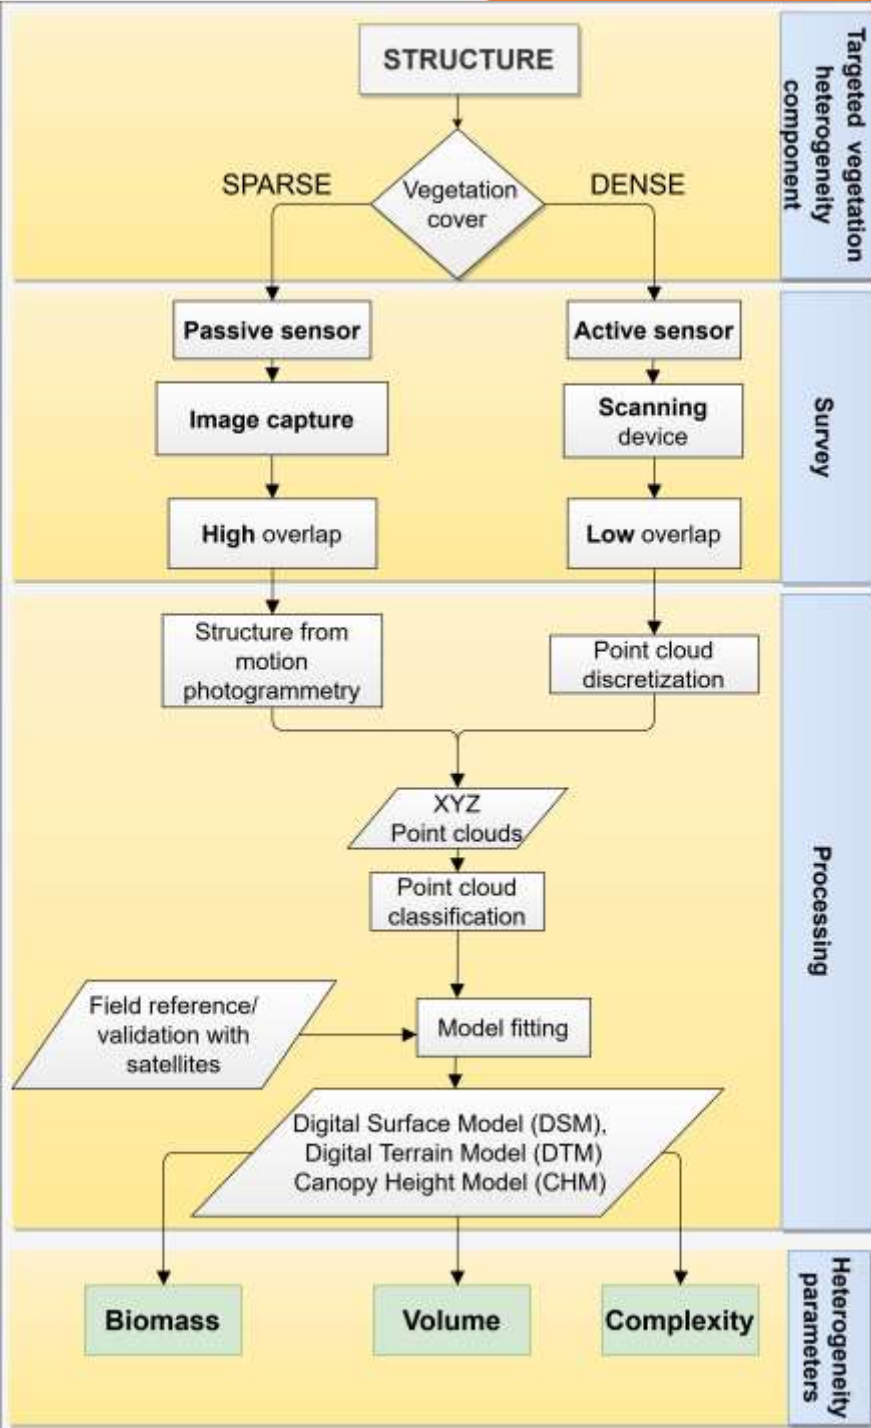 STRUCTURE
Targeted vegetation
heterogeneity
component
SPARSE
Vegetation
cover
DENSE
Passive sensor
Active sensor
Image capture
Scanning
device
Survey
High overlap
Low overlap
Structure from
motion
photogrammetry
Point cloud
discretization
XYZ
Point clouds
Point cloud
classification
Processing
Field reference/
validation with
satellites
Model fitting
Digital Surface Model (DSM),
Digital Terrain Model (DTM)
Canopy Height Model (CHM)
Biomass
Volume
Complexity
Heterogeneity
parameters